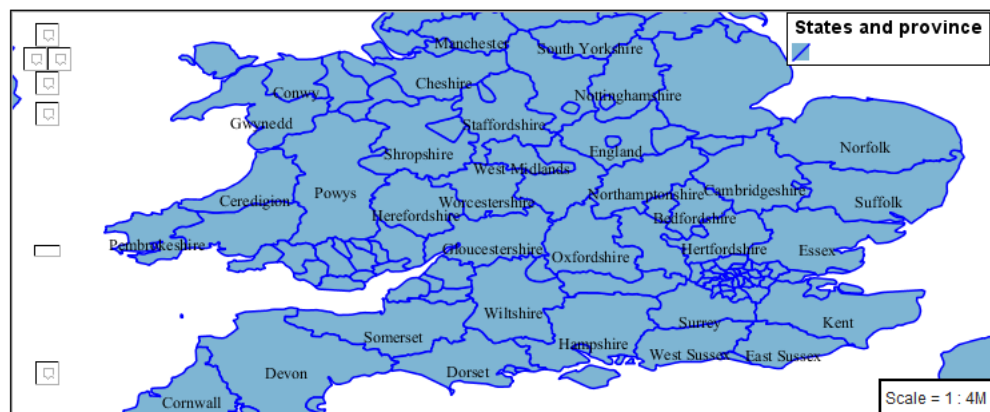 States and province
Manchester
South Yorkshire
Cheshire
Conwy
Nottinghamshire
Gwynedd
Staffordshire
England
Norfolk
Shropshire
West Midlands
Powys
Northamptonshire
Cambridgeshire
Ceredigion
Worcestershire
Suffolk
Herefordshire
Bedfordshire
Pembrokeshire
Gloucestershire
Oxfordshire
Hertfordshire
Essex
Wiltshire
Surrey
Kent
Somerset
Hampshire
West Sussex
East Sussex
Devon
Dorset
Cornwall
Scale = 1 : 4M